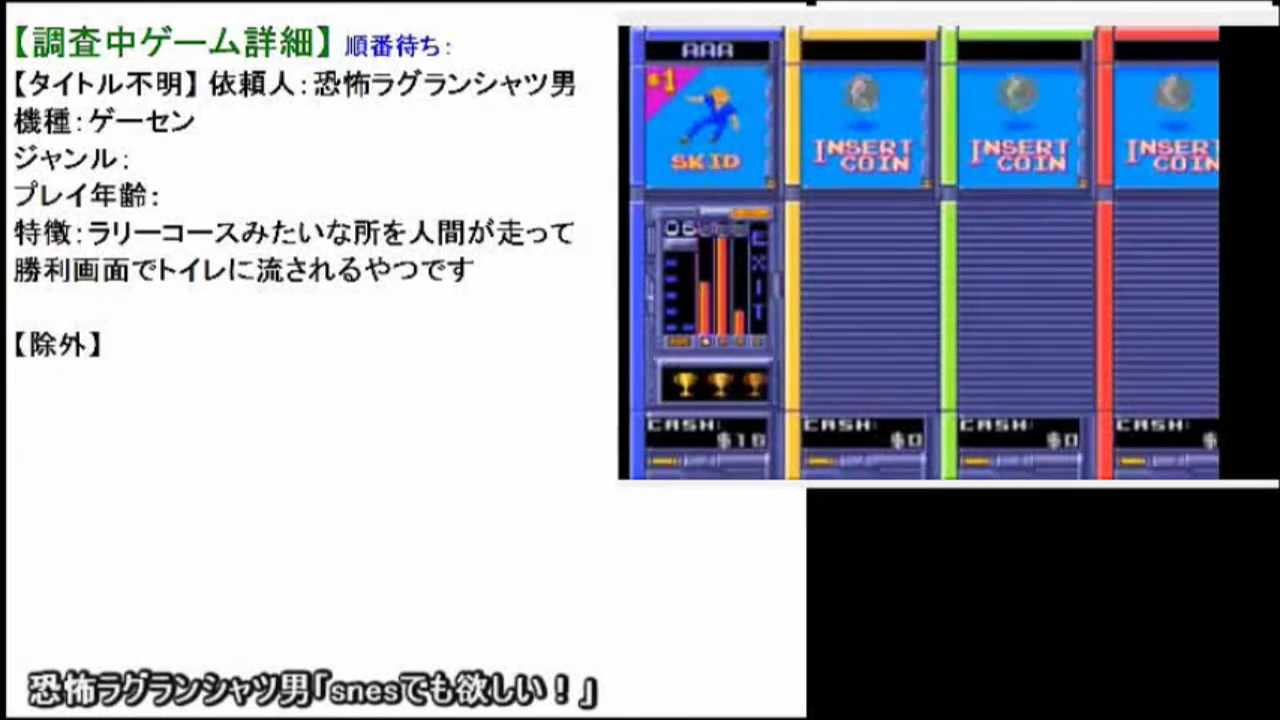 【調査中ゲーム詳細】 順番待ち：
【タイトル不明】 依頼人：恐怖ラグランシャツ男
機種：ゲーセン
ジャンル：
プレイ年齢：
特徴：ラリーコースみたいな所を人間が走って
勝利画面でトイレに流されるやつです
【除外】
AAA
#1
SKID
INSERT COIN
INSERT COIN
INSERT COIN
EXIT
CASH:
$18
CASH:
$0
CASH:
$0
CASH:
$
恐怖ラグランシャツ男「snesでも欲しい！」